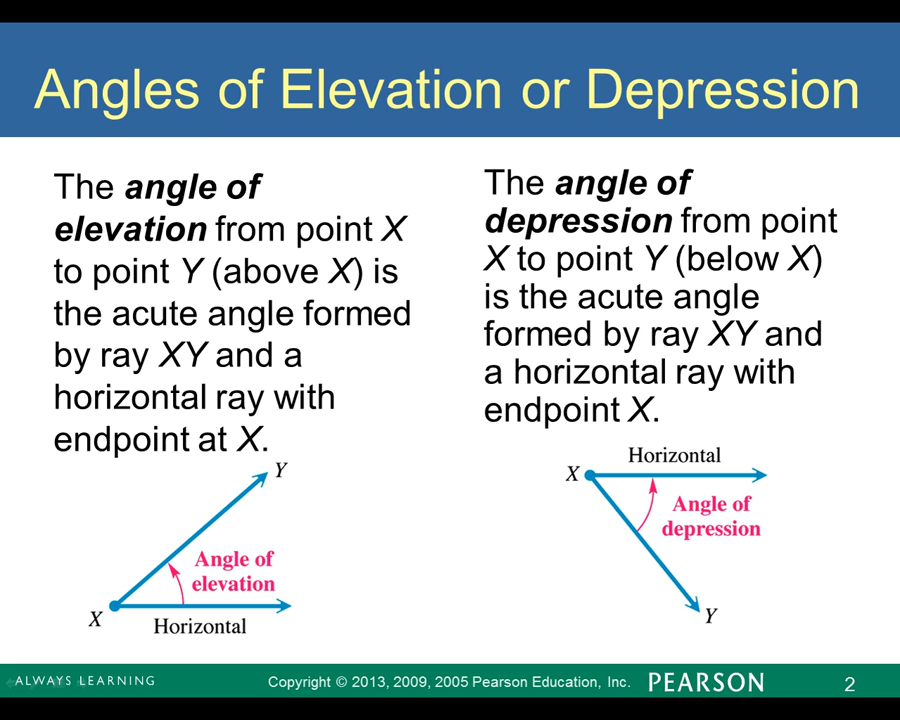 Angles of Elevation or Depression
The angle of
elevation from point X
to point Y (above X) is
the acute angle formed
by ray XY and a
horizontal ray with
endpoint at X.
Y
Angle of
elevation
X
Horizontal
The angle of
depression from point
X to point Y (below X)
is the acute angle
formed by ray XY and
a horizontal ray with
endpoint X.
Horizontal
X
Angle of
depression
Y
ALWAYS LEARNING
Copyright © 2013, 2009, 2005 Pearson Education, Inc.
PEARSON
2